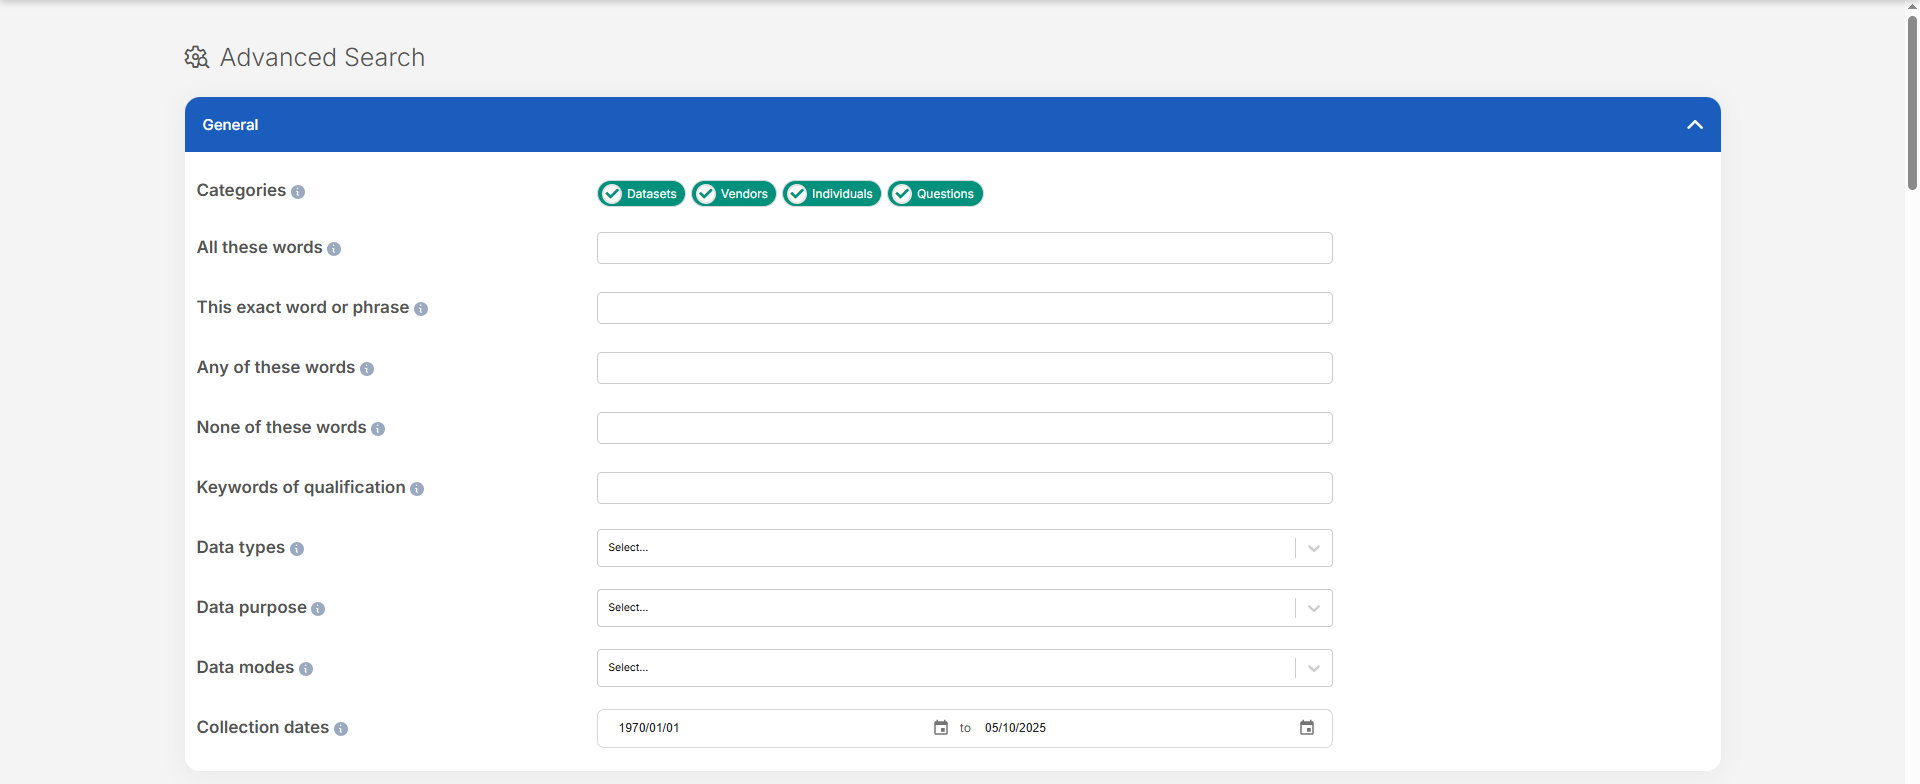 Advanced Search
General
Categories
Datasets Vendors Individuals Questions
All these words
This exact word or phrase
Any of these words
None of these words
Keywords of qualification
Data types
Select...
Data purpose
Select...
Data modes
Select...
Collection dates
1970/01/01 to 05/10/2025